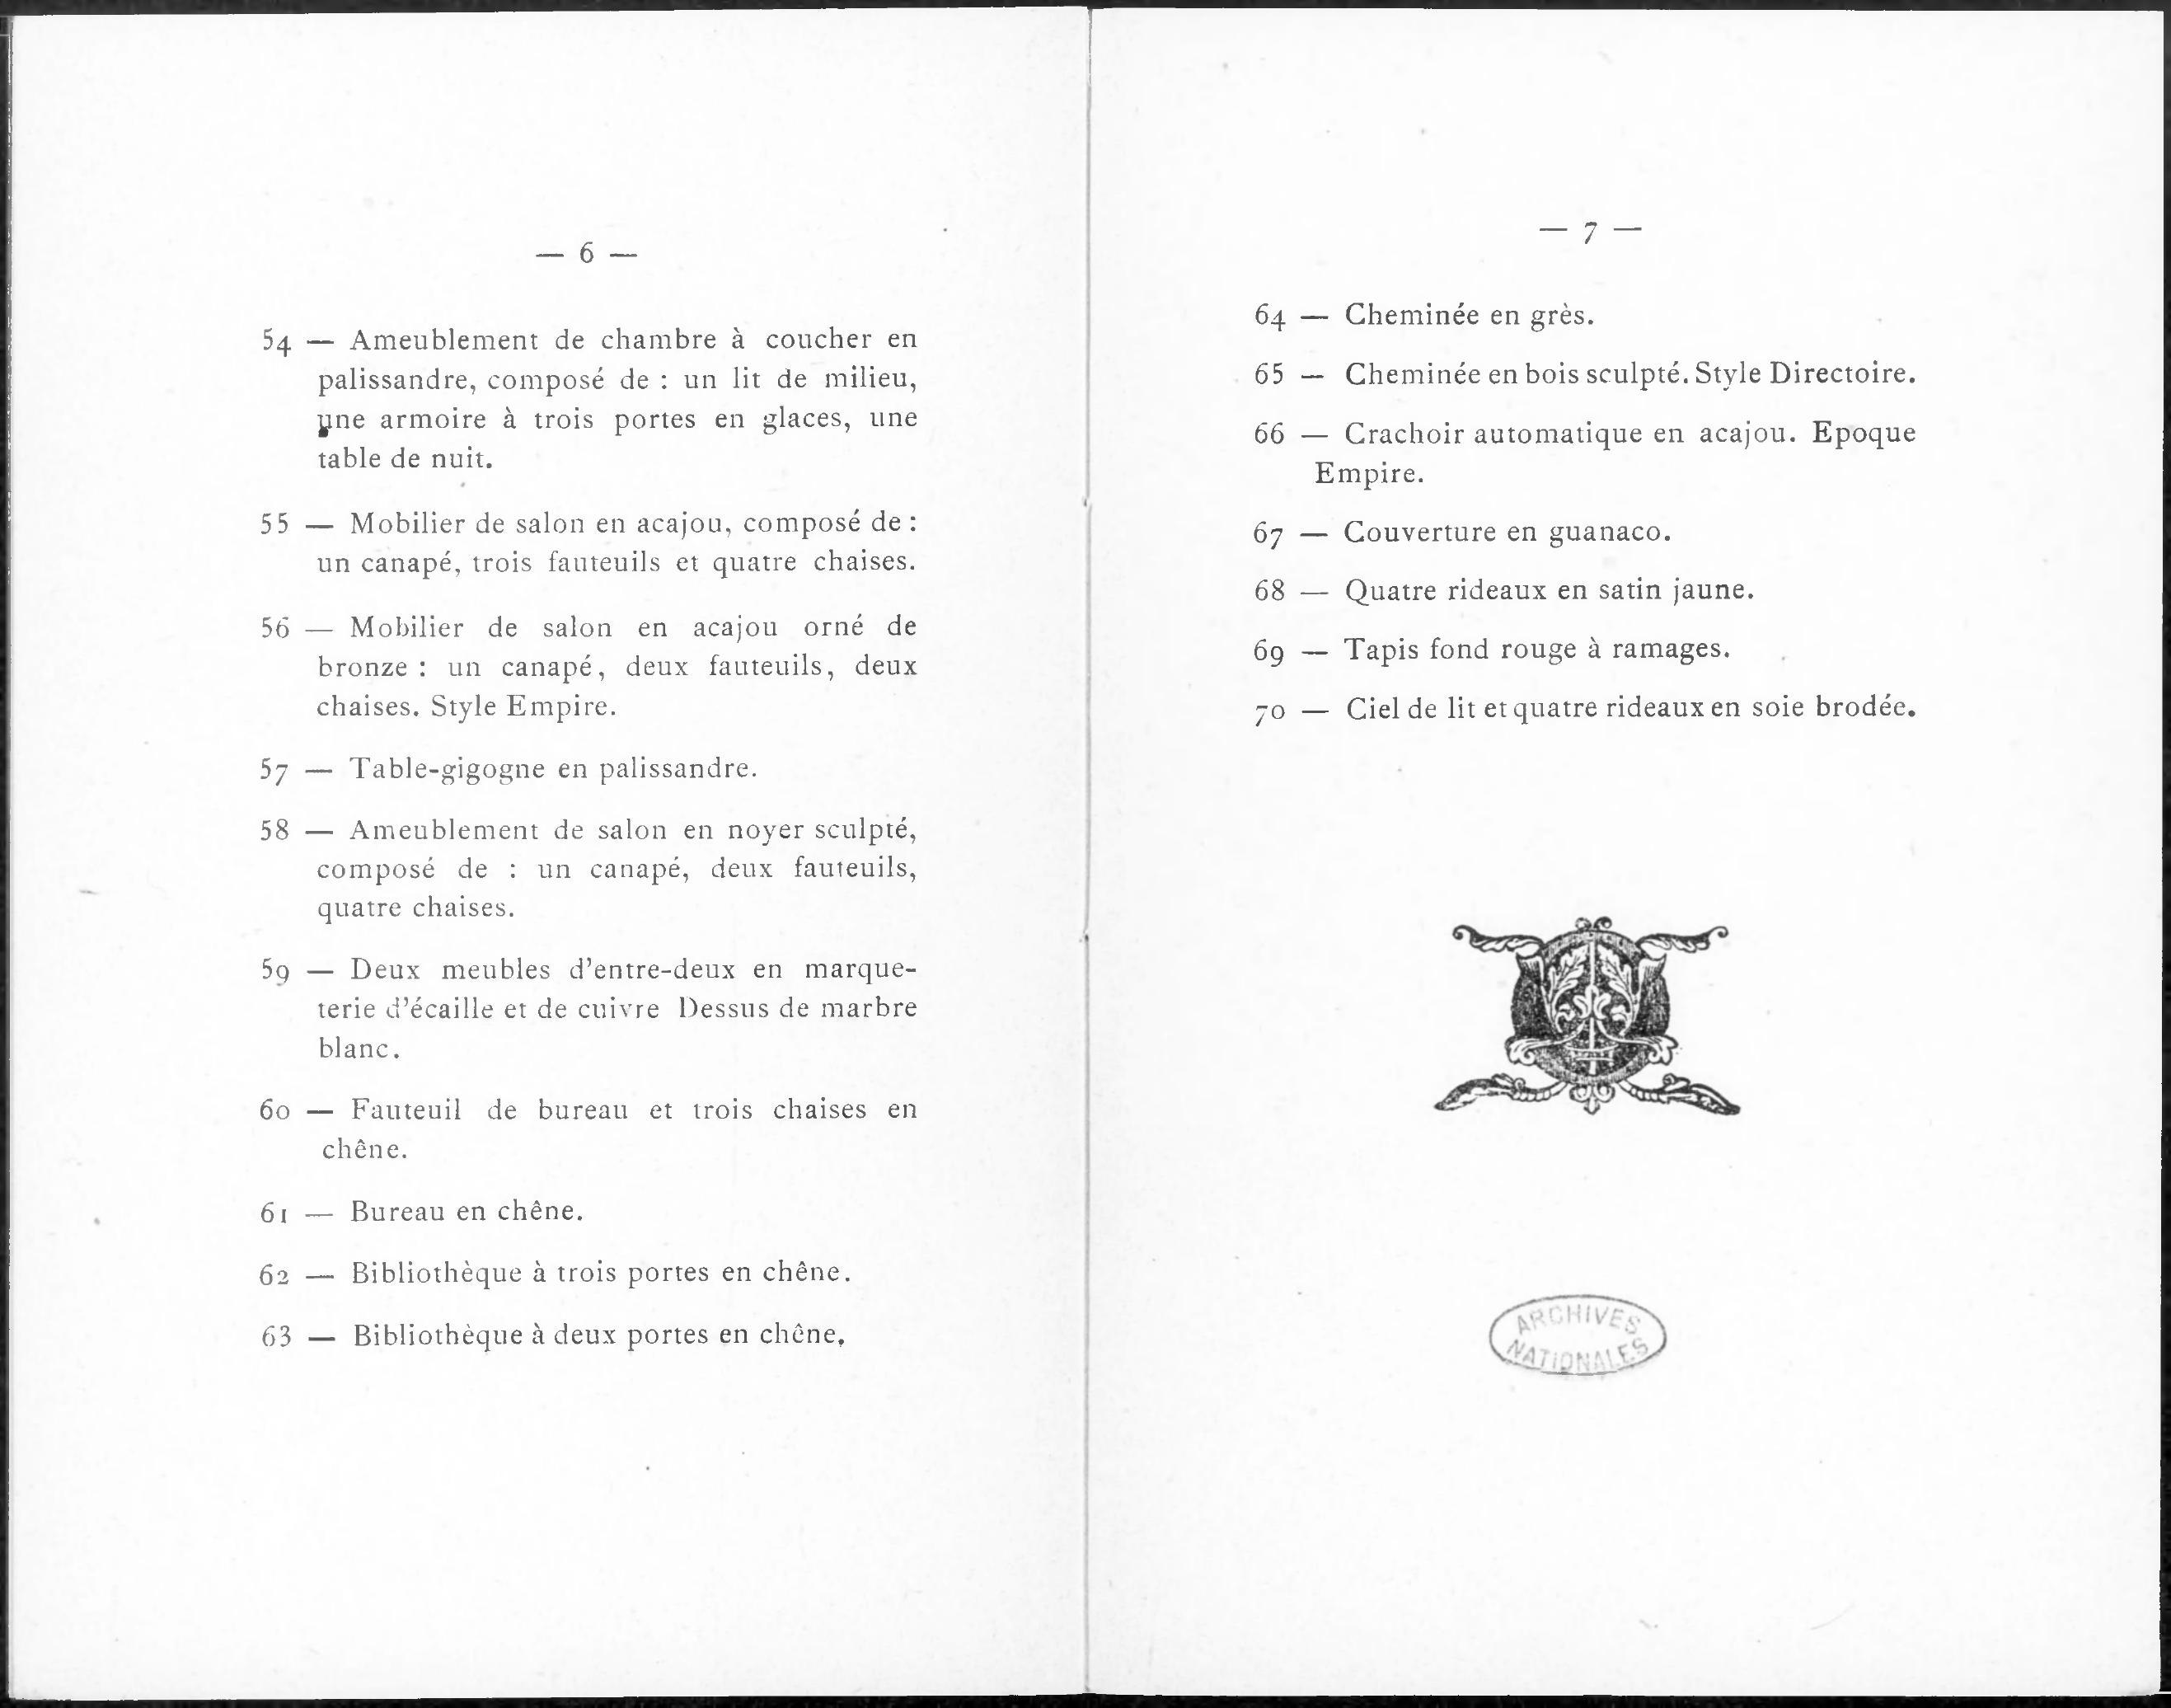 — 6 —
54 — Ameublement de chambre à coucher en
palissandre, composé de : un lit de milieu,
une armoire à trois portes en glaces, une
table de nuit.
55 — Mobilier de salon en acajou, composé de :
un canapé, trois fauteuils et quatre chaises.
56 — Mobilier de salon en acajou orné de
bronze : un canapé, deux fauteuils, deux
chaises. Style Empire.
57 — Table-gigogne en palissandre.
58 — Ameublement de salon en noyer sculpté,
composé de : un canapé, deux fauteuils,
quatre chaises.
59 — Deux meubles d'entre-deux en marque-
terie d'écaille et de cuivre Dessus de marbre
blanc.
60 — Fauteuil de bureau et trois chaises en
chêne.
61 — Bureau en chêne.
62 — Bibliothèque à trois portes en chêne.
63 — Bibliothèque à deux portes en chêne,
— 7 —
64 — Cheminée en grès.
65 — Cheminée en bois sculpté. Style Directoire.
66 — Crachoir automatique en acajou. Epoque
Empire.
67 — Couverture en guanaco.
68 — Quatre rideaux en satin jaune.
69 — Tapis fond rouge à ramages.
70 — Ciel de lit et quatre rideaux en soie brodée.
ARCHIVES
NATIONALES